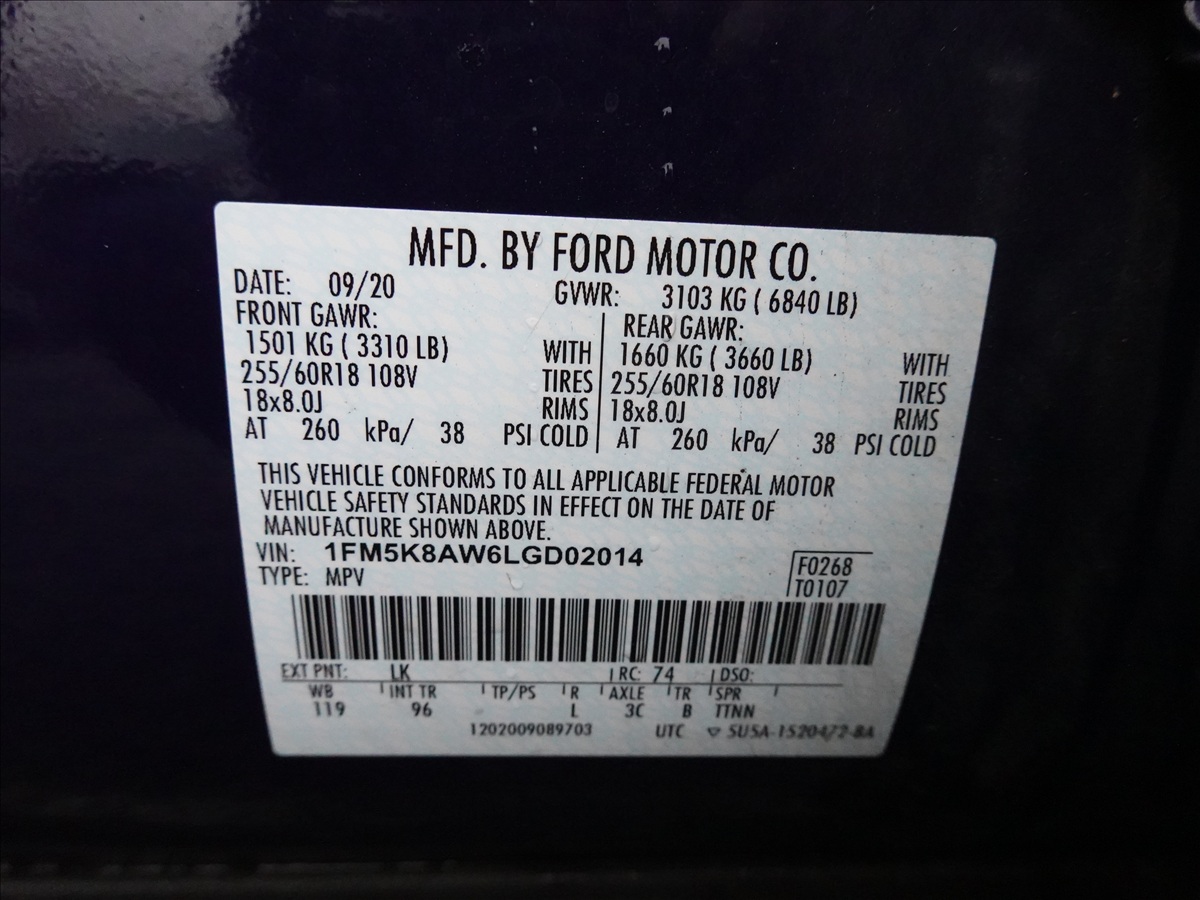 MFD. BY FORD MOTOR CO.
DATE: 09/20 GVWR: 3103 KG ( 6840 LB)
FRONT GAWR: REAR GAWR:
1501 KG ( 3310 LB) WITH 1660 KG ( 3660 LB) WITH
255/60R18 108V TIRES 255/60R18 108V TIRES
18x8.0J RIMS 18x8.0J RIMS
AT 260 kPa/ 38 PSI COLD AT 260 kPa/ 38 PSI COLD
THIS VEHICLE CONFORMS TO ALL APPLICABLE FEDERAL MOTOR
VEHICLE SAFETY STANDARDS IN EFFECT ON THE DATE OF
MANUFACTURE SHOWN ABOVE.
VIN: 1FM5K8AW6LGD02014 F0268
TYPE: MPV T0107
EXT PNT: LK RC: 74 DSO:
WB INT TR TP/PS R AXLE TR SPR
119 96 L 3C B TTNN
1202009089703 UTC ▽ 5U5A-1520472-BA